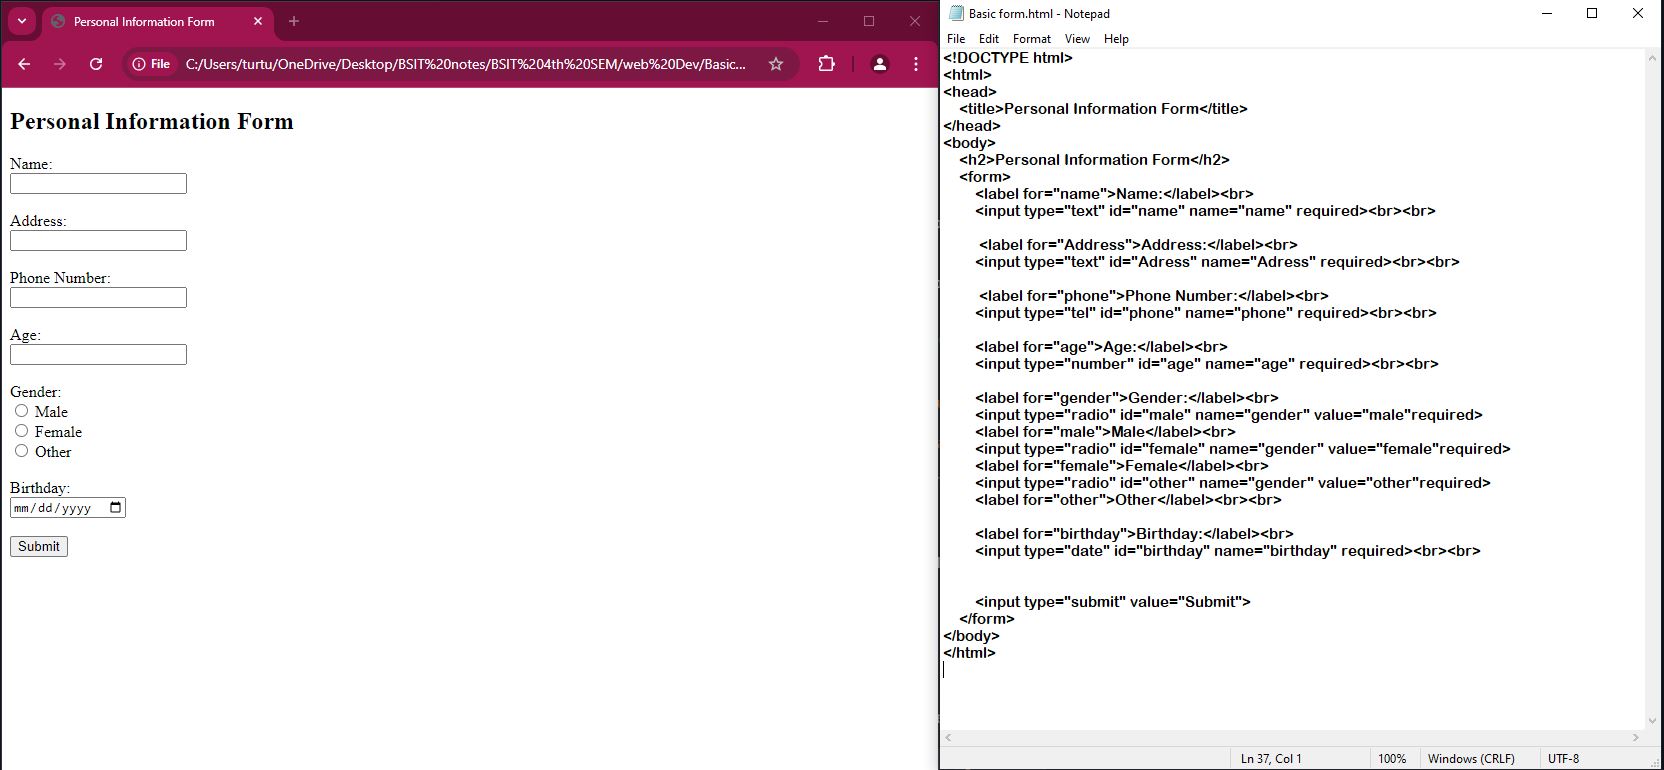 Personal Information Form
File
C:/Users/turtu/OneDrive/Desktop/BSIT%20notes/BSIT%204th%20SEM/web%20Dev/Basic...
Personal Information Form
Name:
Address:
Phone Number:
Age:
Gender:
Male
Female
Other
Birthday:
mm/dd/yyyy
Submit
Basic form.html - Notepad
File Edit Format View Help
<!DOCTYPE html>
<html>
<head>
    <title>Personal Information Form</title>
</head>
<body>
    <h2>Personal Information Form</h2>
    <form>
        <label for="name">Name:</label><br>
        <input type="text" id="name" name="name" required><br><br>
         <label for="Address">Address:</label><br>
        <input type="text" id="Adress" name="Adress" required><br><br>
         <label for="phone">Phone Number:</label><br>
        <input type="tel" id="phone" name="phone" required><br><br>
        <label for="age">Age:</label><br>
        <input type="number" id="age" name="age" required><br><br>
        <label for="gender">Gender:</label><br>
        <input type="radio" id="male" name="gender" value="male"required>
        <label for="male">Male</label><br>
        <input type="radio" id="female" name="gender" value="female"required>
        <label for="female">Female</label><br>
        <input type="radio" id="other" name="gender" value="other"required>
        <label for="other">Other</label><br><br>
        <label for="birthday">Birthday:</label><br>
        <input type="date" id="birthday" name="birthday" required><br><br>
        <input type="submit" value="Submit">
    </form>
</body>
</html>
Ln 37, Col 1 100% Windows (CRLF) UTF-8